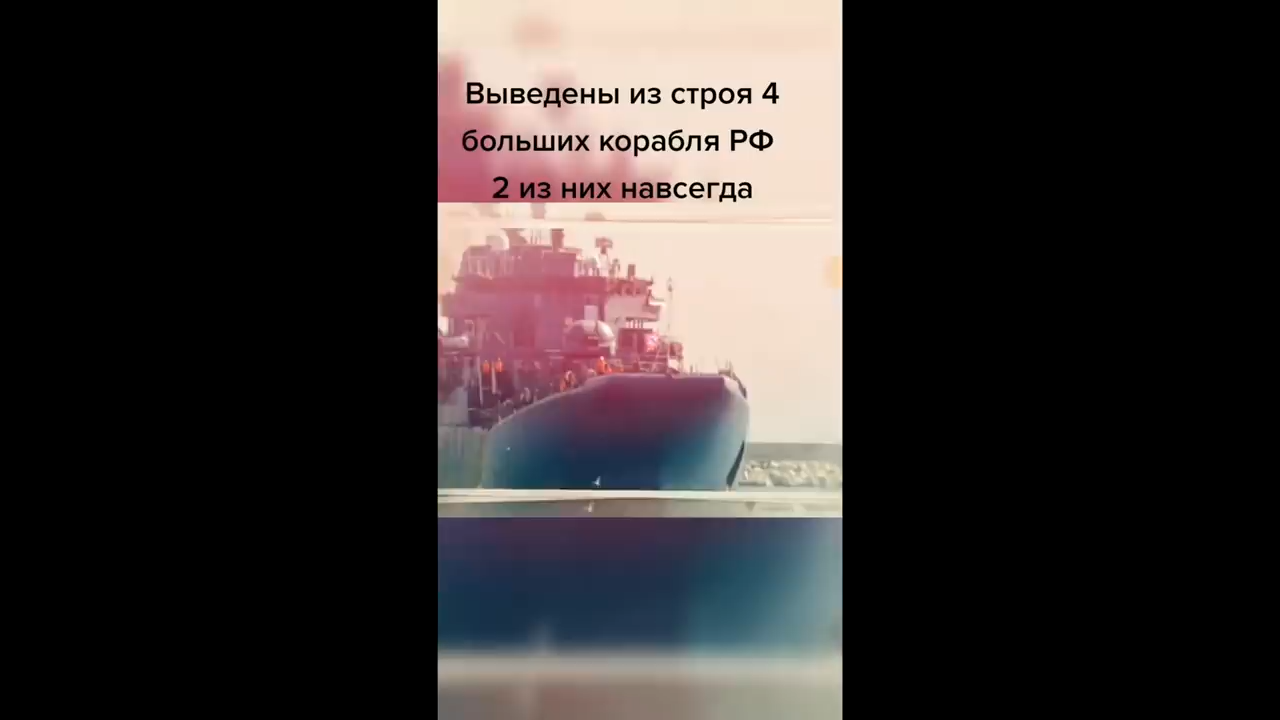 Выведены из строя 4
больших корабля РФ
2 из них навсегда